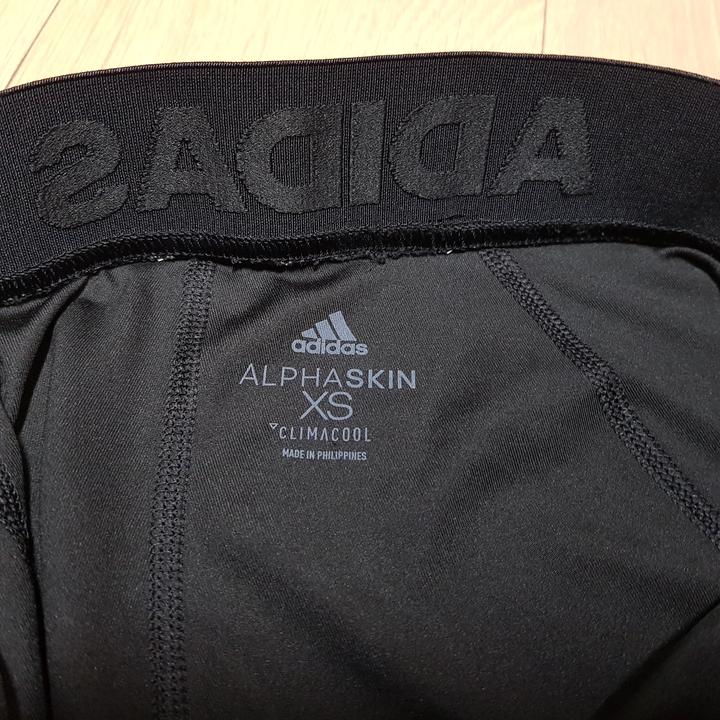 ADIDAS
adidas
ALPHASKIN
XS
CLIMACOOL
MADE IN PHILIPPINES